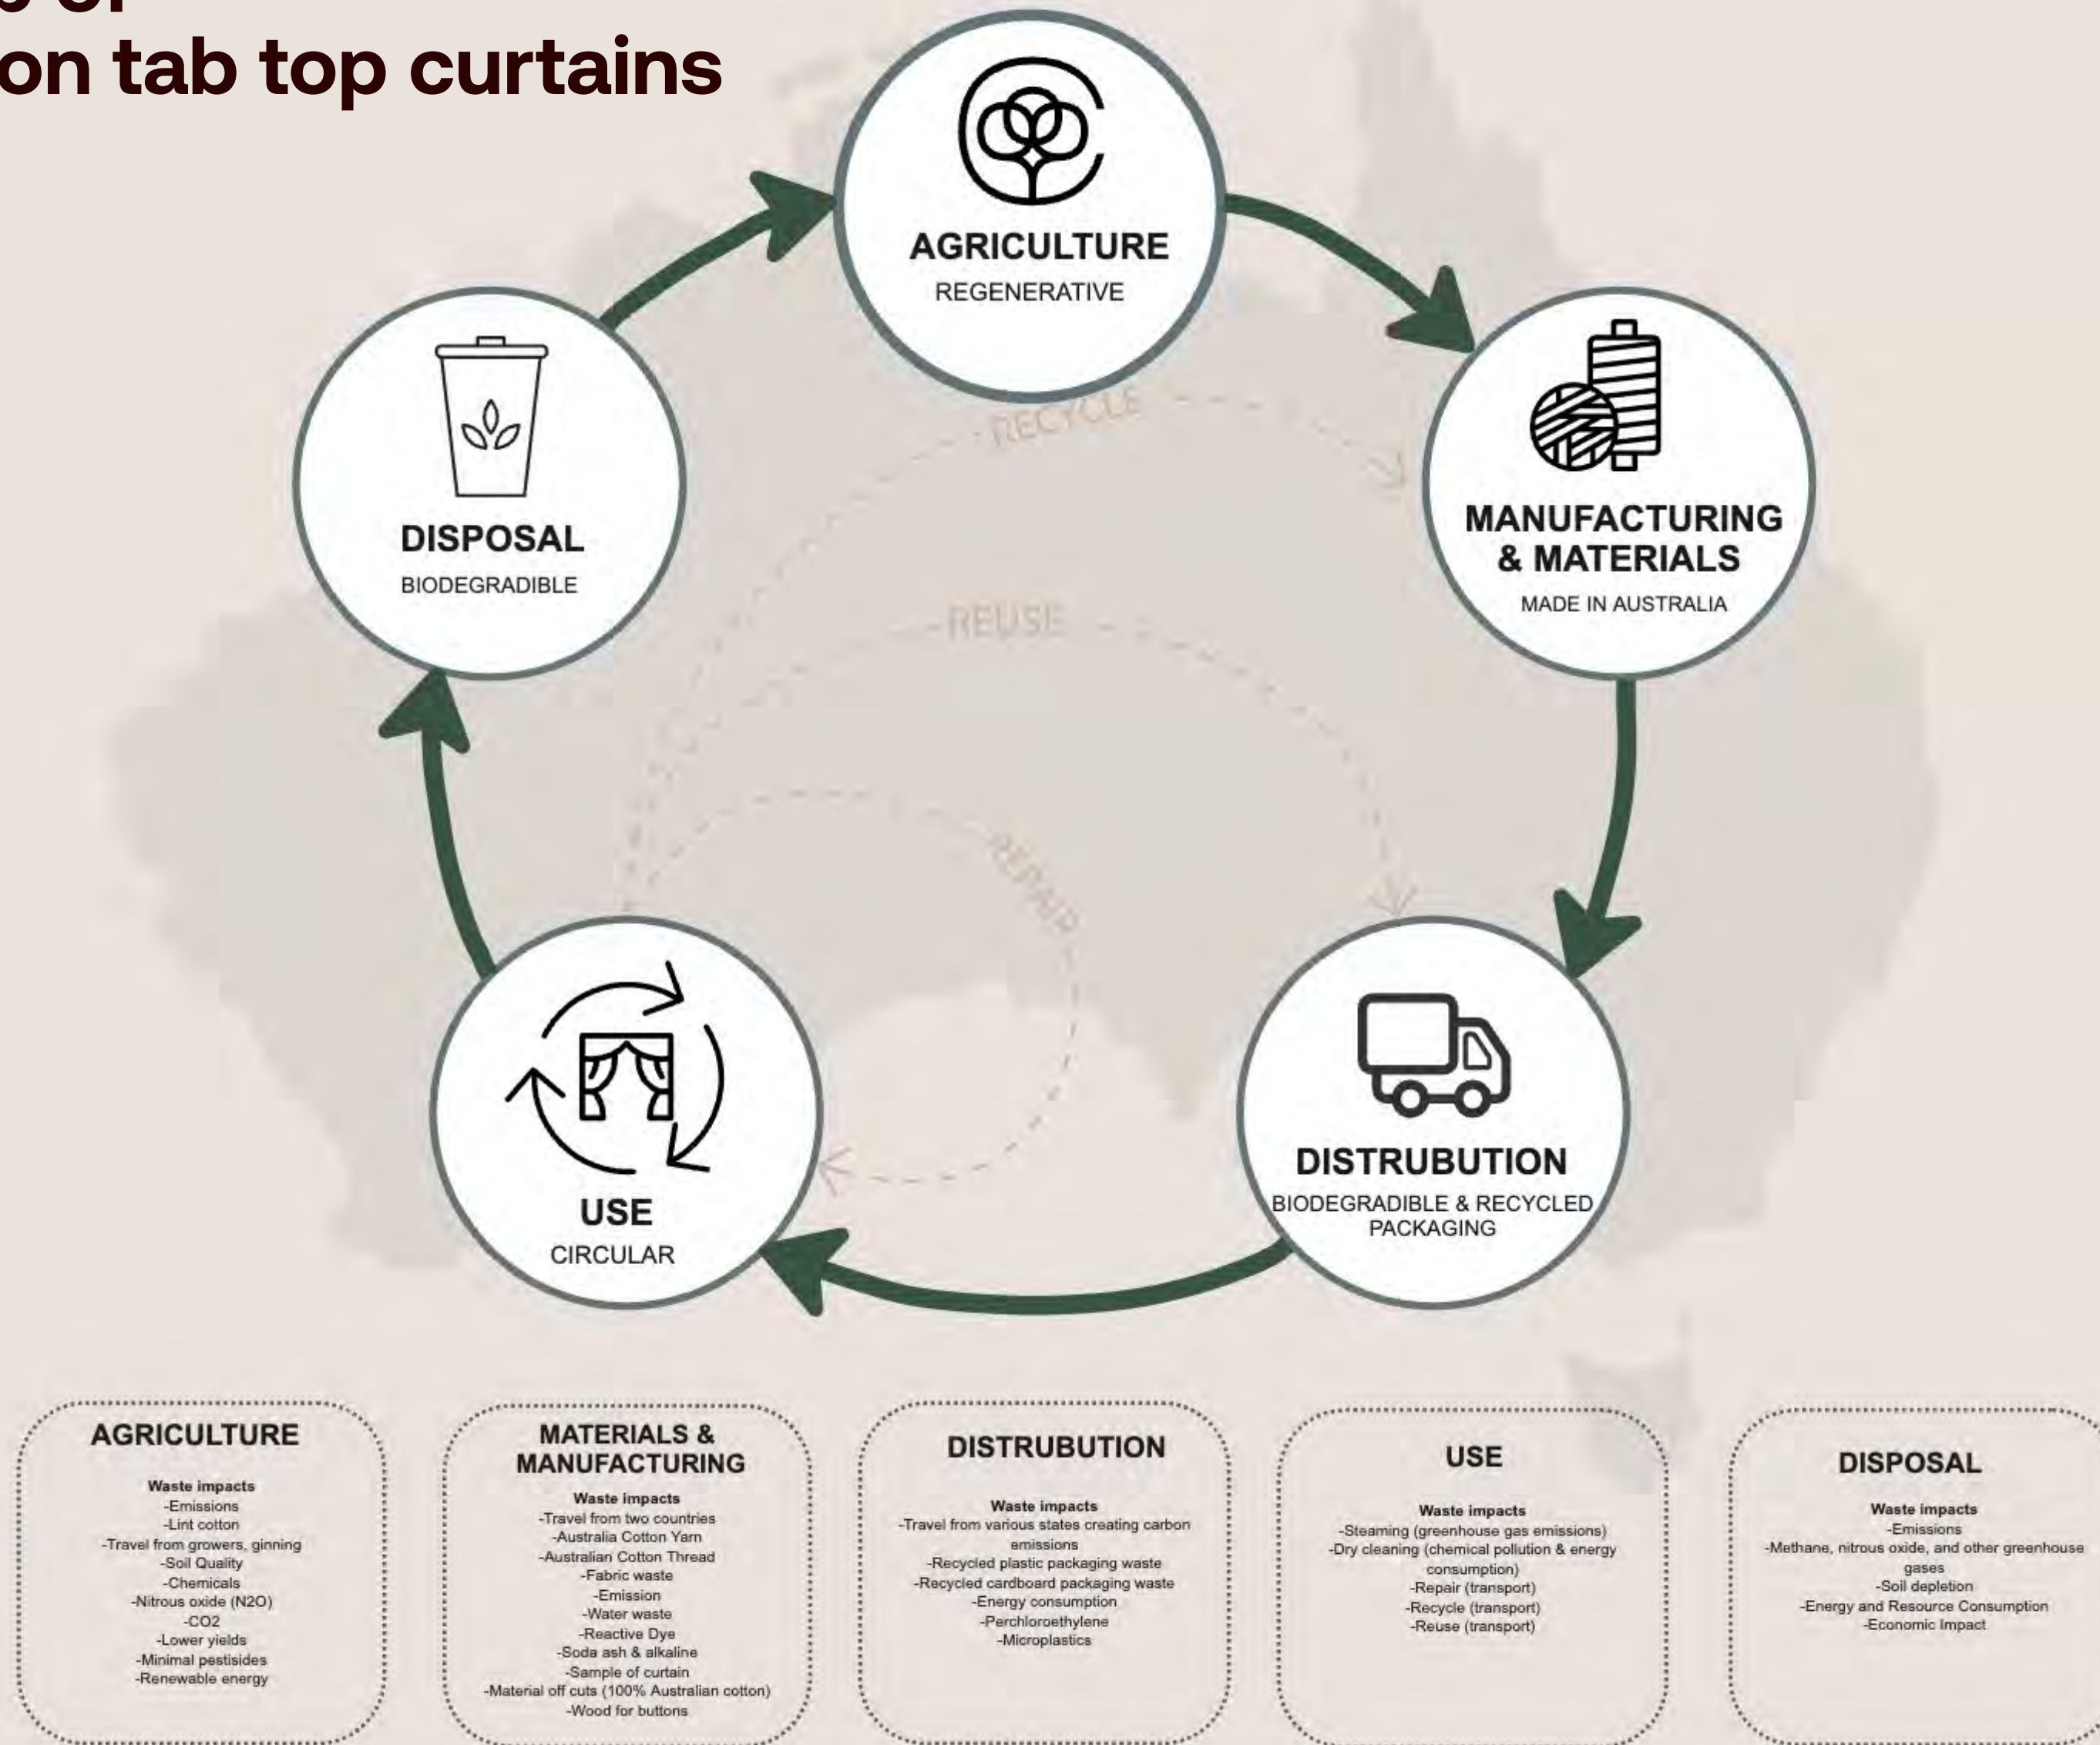 on tab top curtains
AGRICULTURE
REGENERATIVE
RECYCLE
DISPOSAL
BIODEGRADIBLE
MANUFACTURING
& MATERIALS
MADE IN AUSTRALIA
-REUSE
REPAIR
USE
CIRCULAR
DISTRUBUTION
BIODEGRADIBLE & RECYCLED
PACKAGING
AGRICULTURE
Waste impacts
-Emissions
-Lint cotton
-Travel from growers, ginning
-Soil Quality
-Chemicals
-Nitrous oxide (N2O)
-CO2
-Lower yields
-Minimal pestisides
-Renewable energy
MATERIALS &
MANUFACTURING
Waste impacts
-Travel from two countries
-Australia Cotton Yarn
-Australian Cotton Thread
-Fabric waste
-Emission
-Water waste
-Reactive Dye
-Soda ash & alkaline
-Sample of curtain
-Material off cuts (100% Australian cotton)
-Wood for buttons
DISTRUBUTION
Waste impacts
-Travel from various states creating carbon
emissions
-Recycled plastic packaging waste
-Recycled cardboard packaging waste
-Energy consumption
-Perchloroethylene
-Microplastics
USE
Waste impacts
-Steaming (greenhouse gas emissions)
-Dry cleaning (chemical pollution & energy
consumption)
-Repair (transport)
-Recycle (transport)
-Reuse (transport)
DISPOSAL
Waste impacts
-Emissions
-Methane, nitrous oxide, and other greenhouse
gases
-Soil depletion
-Energy and Resource Consumption
-Economic Impact